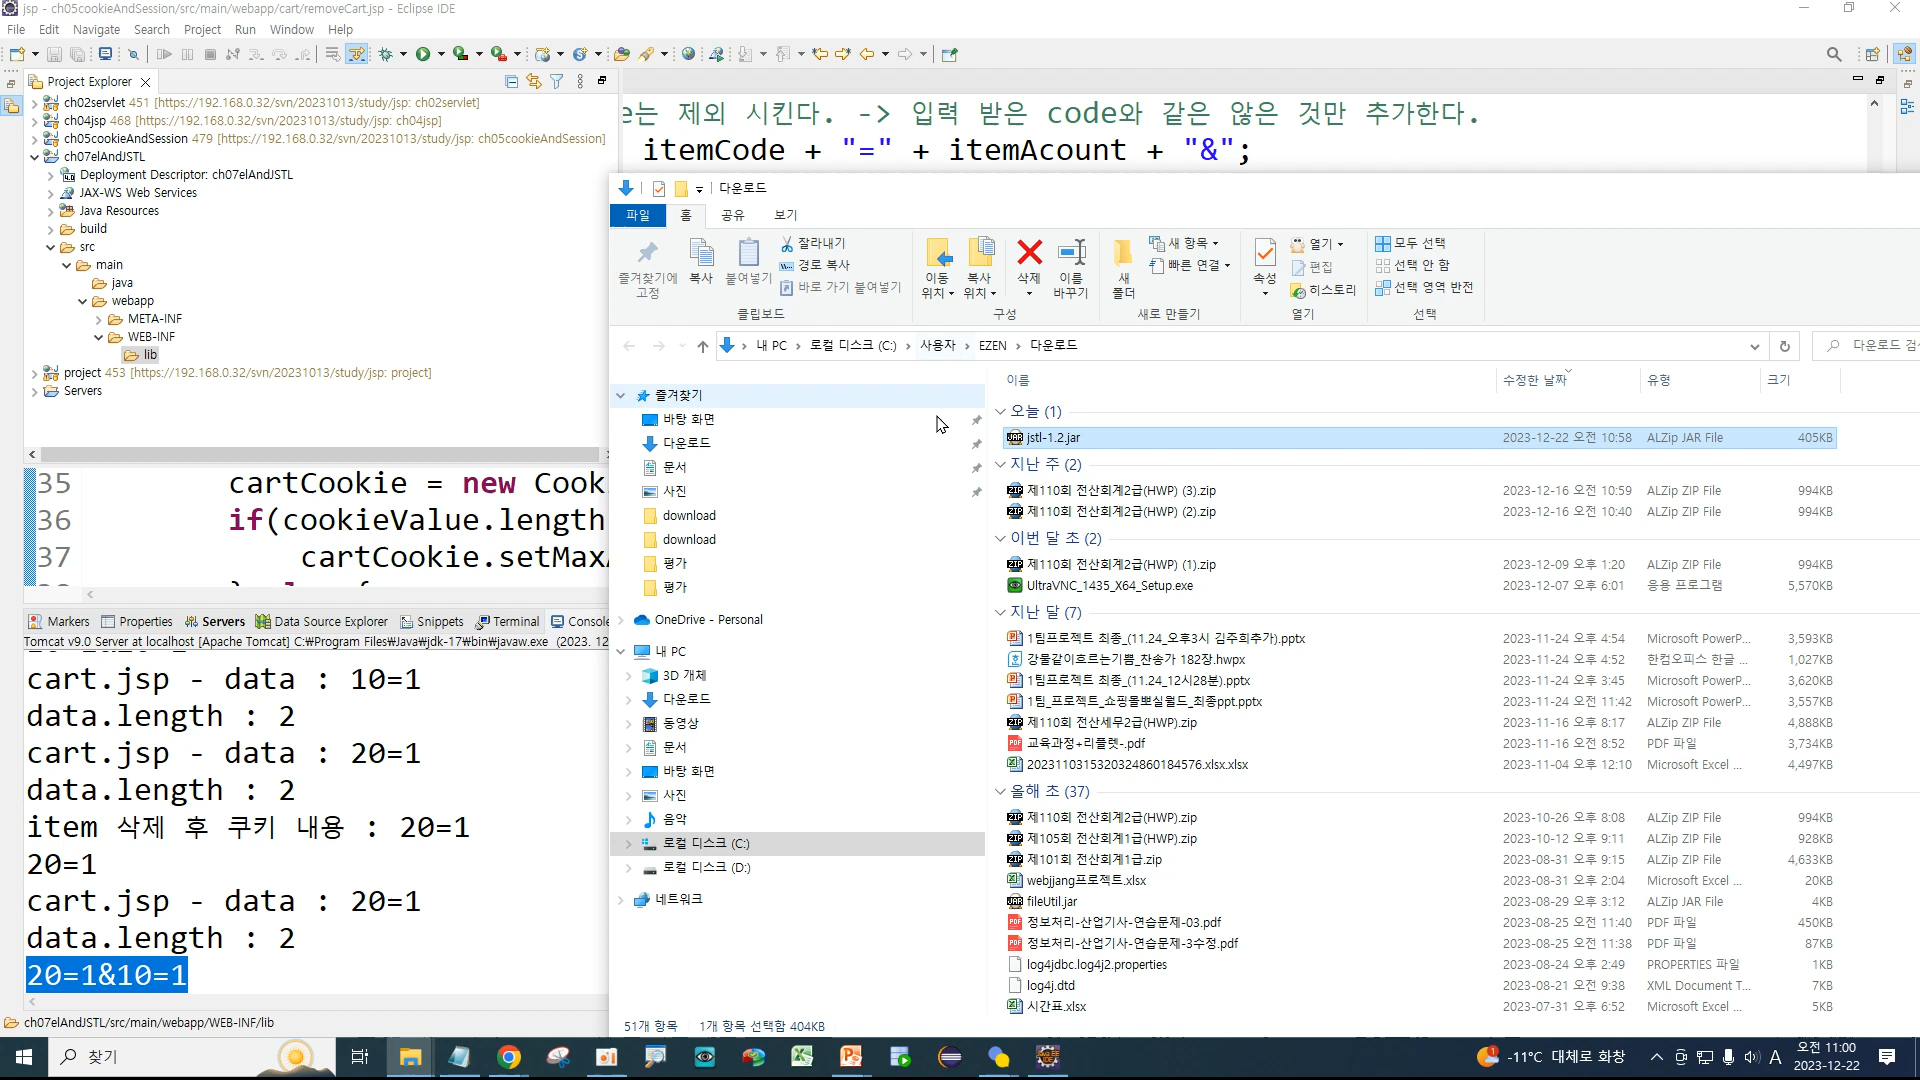 jsp - ch05cookieAndSession/src/main/webapp/cart/removeCart.jsp - Eclipse IDE
File Edit Navigate Search Project Run Window Help
Project Explorer
ch02servlet 451 [https://192.168.0.32/svn/20231013/study/jsp: ch02servlet]
ch04jsp 468 [https://192.168.0.32/svn/20231013/study/jsp: ch04jsp]
ch05cookieAndSession 479 [https://192.168.0.32/svn/20231013/study/jsp: ch05cookieAndSession]
ch07elAndJSTL
Deployment Descriptor: ch07elAndJSTL
JAX-WS Web Services
Java Resources
build
src
main
java
webapp
META-INF
WEB-INF
lib
project 453 [https://192.168.0.32/svn/20231013/study/jsp: project]
Servers
e는 제외 시킨다. -> 입력 받은 code와 같은 않은 것만 추가한다.
itemCode + "=" + itemAcount + "&";
35 cartCookie = new Cook
36 if(cookieValue.length
37 cartCookie.setMaxA
Markers Properties Servers Data Source Explorer Snippets Terminal Console
Tomcat v9.0 Server at localhost [Apache Tomcat] C:₩Program Files₩Java₩jdk-17₩bin₩javaw.exe (2023. 12
cart.jsp - data : 10=1
data.length : 2
cart.jsp - data : 20=1
data.length : 2
item 삭제 후 쿠키 내용 : 20=1
20=1
cart.jsp - data : 20=1
data.length : 2
20=1&10=1
ch07elAndJSTL/src/main/webapp/WEB-INF/lib
다운로드
파일 홈 공유 보기
즐겨찾기에 고정
복사
붙여넣기
잘라내기
경로 복사
바로 가기 붙여넣기
클립보드
이동 위치
복사 위치
삭제
이름 바꾸기
구성
새 폴더
새 항목
빠른 연결
새로 만들기
속성
열기
편집
히스토리
열기
모두 선택
선택 안 함
선택 영역 반전
선택
내 PC > 로컬 디스크 (C:) > 사용자 > EZEN > 다운로드
다운로드 검색
즐겨찾기
바탕 화면
다운로드
문서
사진
download
download
평가
평가
OneDrive - Personal
내 PC
3D 개체
다운로드
동영상
문서
바탕 화면
사진
음악
로컬 디스크 (C:)
로컬 디스크 (D:)
네트워크
이름 수정한 날짜 유형 크기
오늘 (1)
jstl-1.2.jar 2023-12-22 오전 10:58 ALZip JAR File 405KB
지난 주 (2)
제110회 전산회계2급(HWP) (3).zip 2023-12-16 오전 10:59 ALZip ZIP File 994KB
제110회 전산회계2급(HWP) (2).zip 2023-12-16 오전 10:40 ALZip ZIP File 994KB
이번 달 초 (2)
제110회 전산회계2급(HWP) (1).zip 2023-12-09 오후 1:20 ALZip ZIP File 994KB
UltraVNC_1435_X64_Setup.exe 2023-12-07 오후 6:01 응용 프로그램 5,570KB
지난 달 (7)
1팀프로젝트 최종_(11.24_오후3시 김주희추가).pptx 2023-11-24 오후 4:54 Microsoft PowerP... 3,593KB
강물같이흐르는기쁨_찬송가 182장.hwpx 2023-11-24 오후 4:52 한컴오피스 한글 ... 1,027KB
1팀프로젝트 최종_(11.24_12시28분).pptx 2023-11-24 오후 3:45 Microsoft PowerP... 3,620KB
1팀_프로젝트_쇼핑몰뽀실월드_최종ppt.pptx 2023-11-24 오전 11:42 Microsoft PowerP... 3,557KB
제110회 전산세무2급(HWP).zip 2023-11-16 오후 8:17 ALZip ZIP File 4,888KB
교육과정+리플렛-.pdf 2023-11-16 오전 8:52 PDF 파일 3,734KB
2023110315320324860184576.xlsx.xlsx 2023-11-04 오후 12:10 Microsoft Excel ... 4,497KB
올해 초 (37)
제110회 전산회계2급(HWP).zip 2023-10-26 오후 8:08 ALZip ZIP File 994KB
제105회 전산회계1급(HWP).zip 2023-10-12 오후 9:11 ALZip ZIP File 928KB
제101회 전산회계1급.zip 2023-08-31 오후 9:15 ALZip ZIP File 4,633KB
webjjang프로젝트.xlsx 2023-08-31 오후 2:04 Microsoft Excel ... 20KB
fileUtil.jar 2023-08-29 오후 3:12 ALZip JAR File 4KB
정보처리-산업기사-연습문제-03.pdf 2023-08-25 오전 11:40 PDF 파일 450KB
정보처리-산업기사-연습문제-3수정.pdf 2023-08-25 오전 11:38 PDF 파일 87KB
log4jdbc.log4j2.properties 2023-08-24 오후 2:49 PROPERTIES 파일 1KB
log4j.dtd 2023-08-21 오전 9:38 XML Document T... 7KB
시간표.xlsx 2023-07-31 오후 6:52 Microsoft Excel ... 5KB
51개 항목 1개 항목 선택함 404KB
찾기
-11°C 대체로 화창
A
오전 11:00
2023-12-22